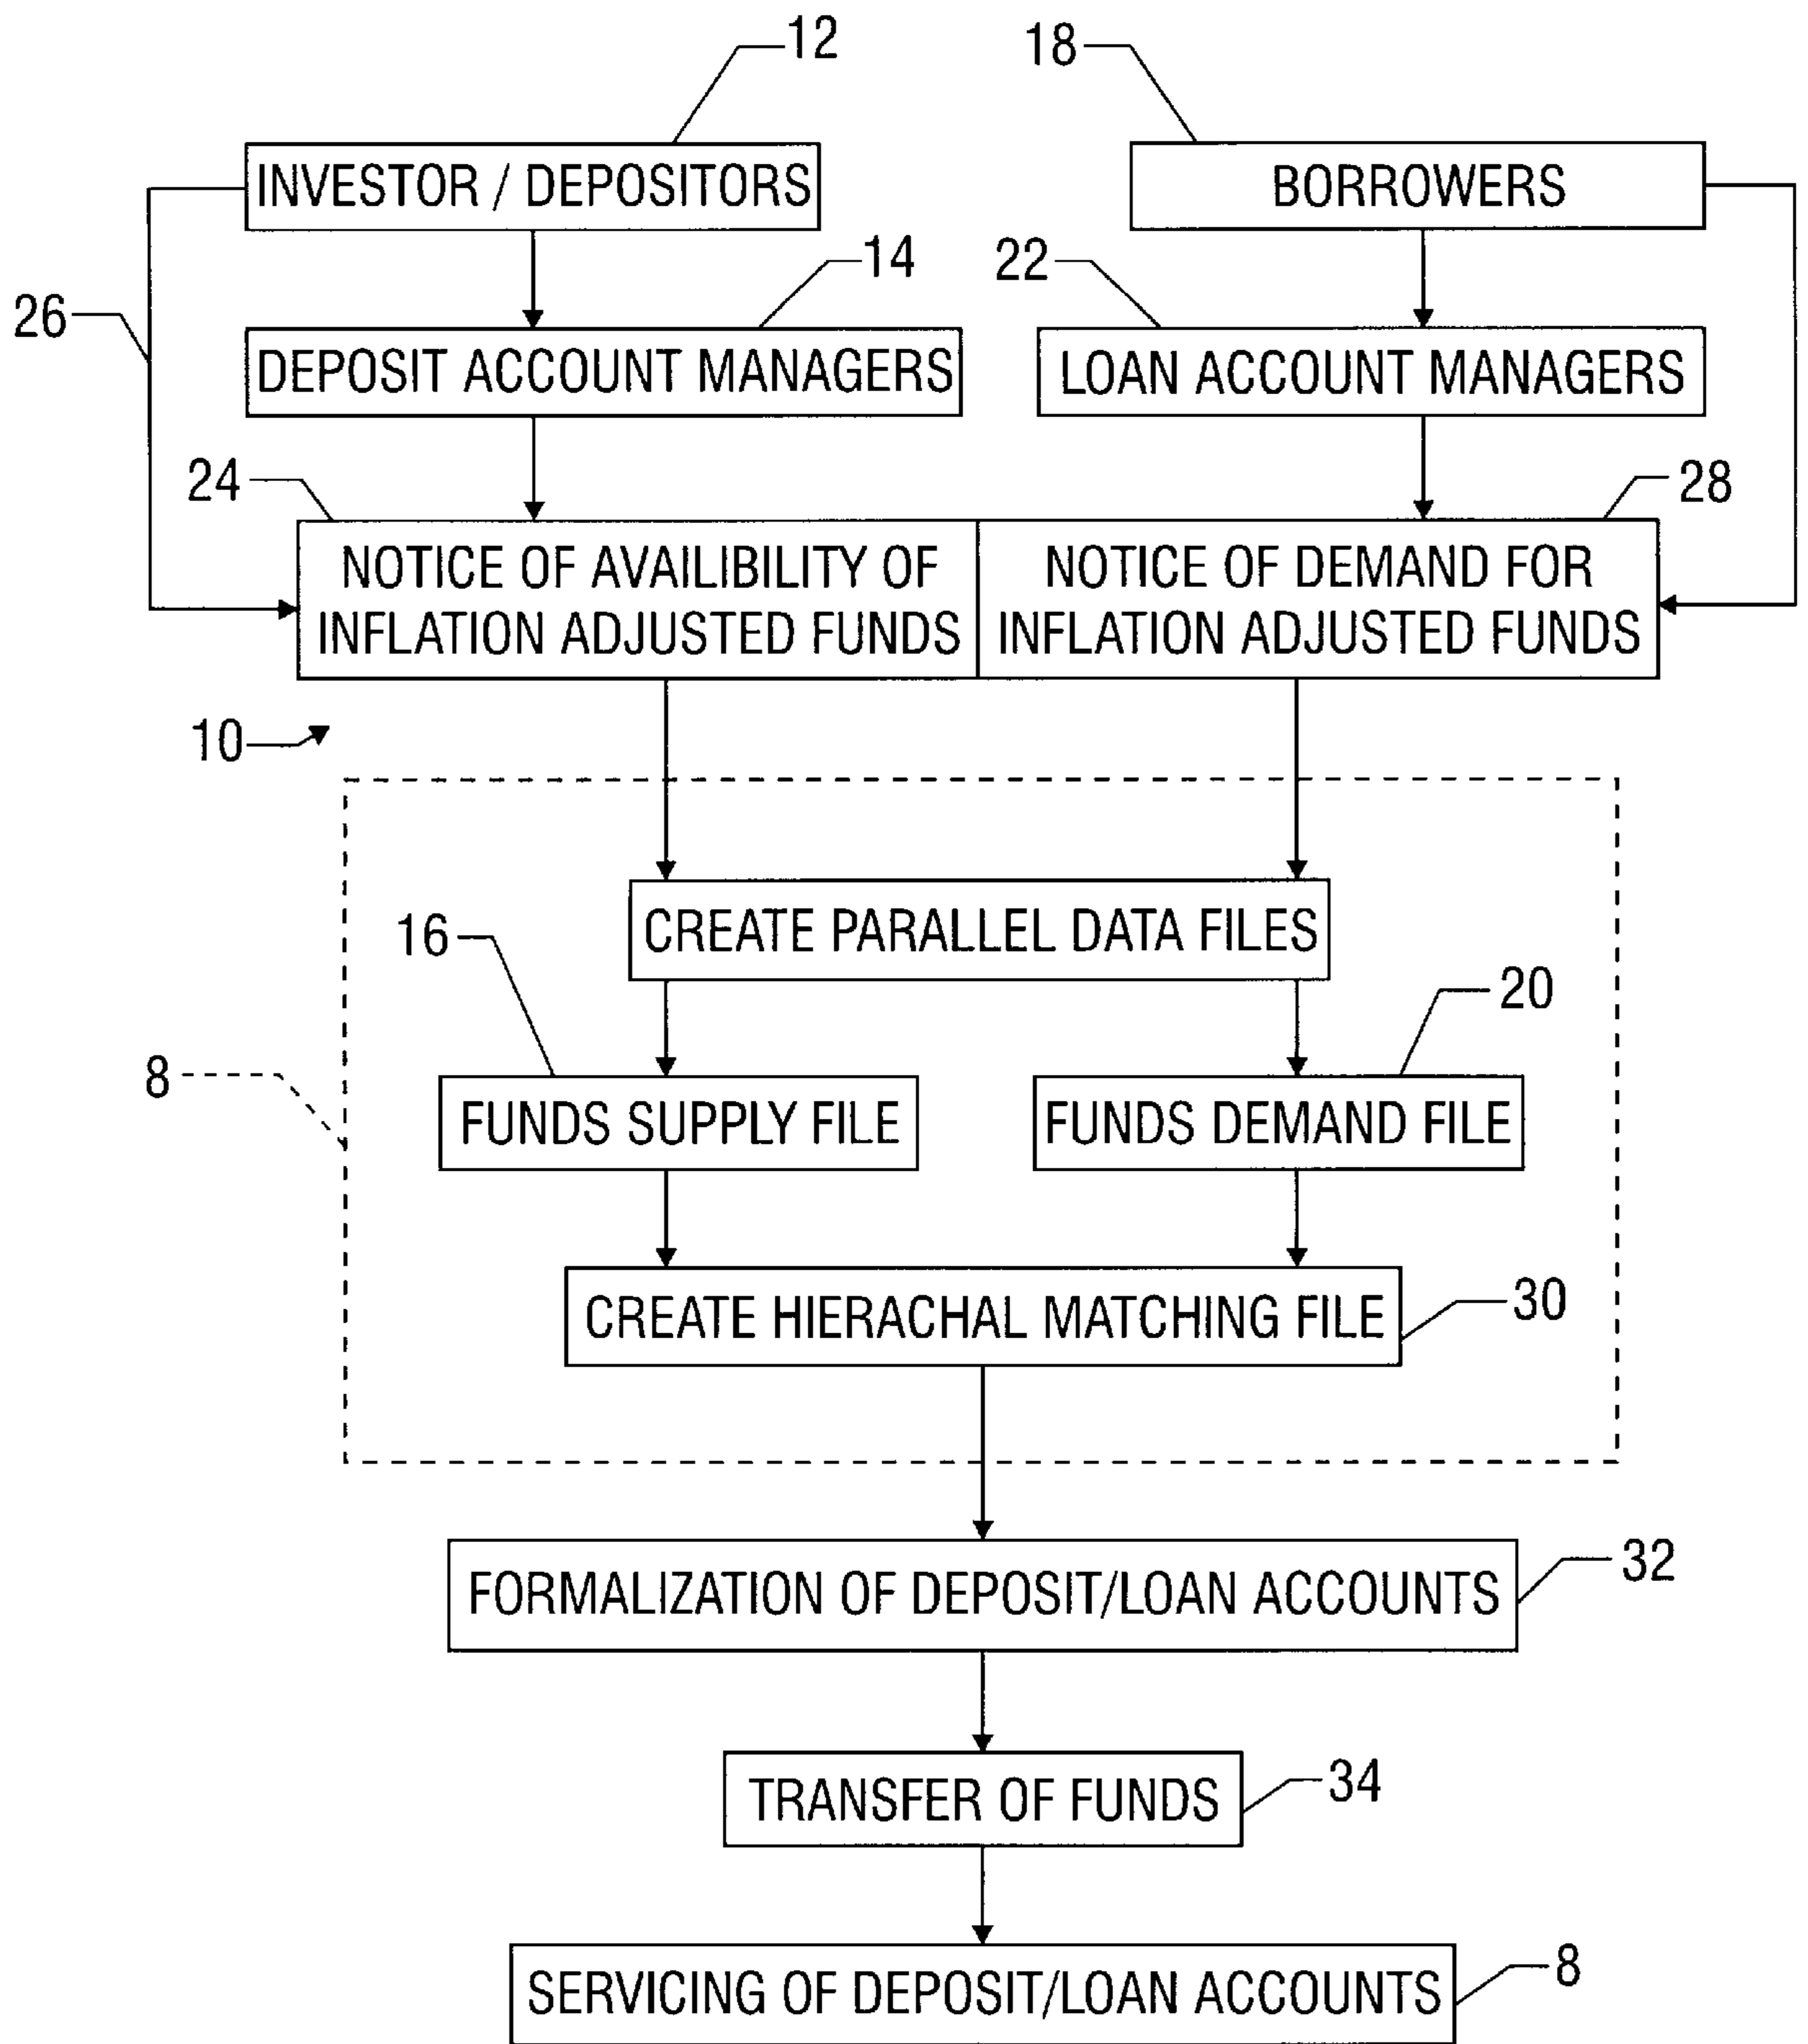 12
18
INVESTOR / DEPOSITORS
BORROWERS
14
22
26
DEPOSIT ACCOUNT MANAGERS
LOAN ACCOUNT MANAGERS
24
28
NOTICE OF AVAILIBILITY OF
INFLATION ADJUSTED FUNDS
NOTICE OF DEMAND FOR
INFLATION ADJUSTED FUNDS
10
CREATE PARALLEL DATA FILES
16
20
8
FUNDS SUPPLY FILE
FUNDS DEMAND FILE
CREATE HIERACHAL MATCHING FILE
30
FORMALIZATION OF DEPOSIT/LOAN ACCOUNTS
32
TRANSFER OF FUNDS
34
SERVICING OF DEPOSIT/LOAN ACCOUNTS
8